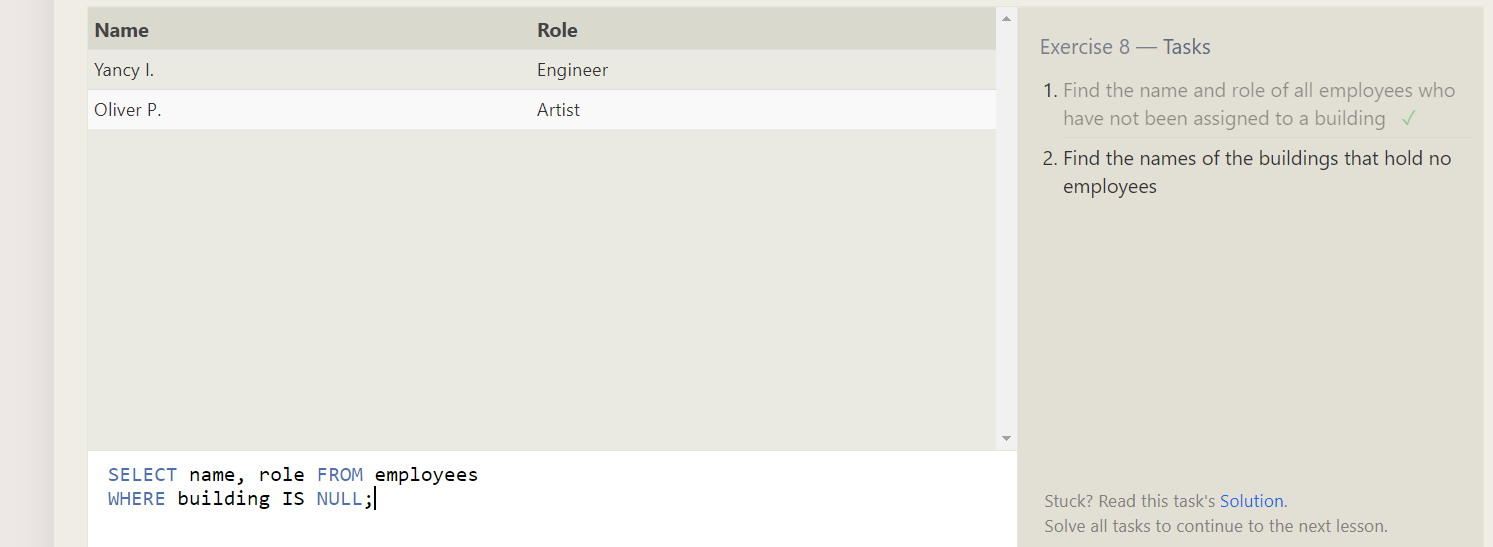 Name Role
Yancy I. Engineer
Oliver P. Artist
SELECT name, role FROM employees
WHERE building IS NULL;
Exercise 8 — Tasks
1. Find the name and role of all employees who
have not been assigned to a building ✓
2. Find the names of the buildings that hold no
employees
Stuck? Read this task's Solution.
Solve all tasks to continue to the next lesson.